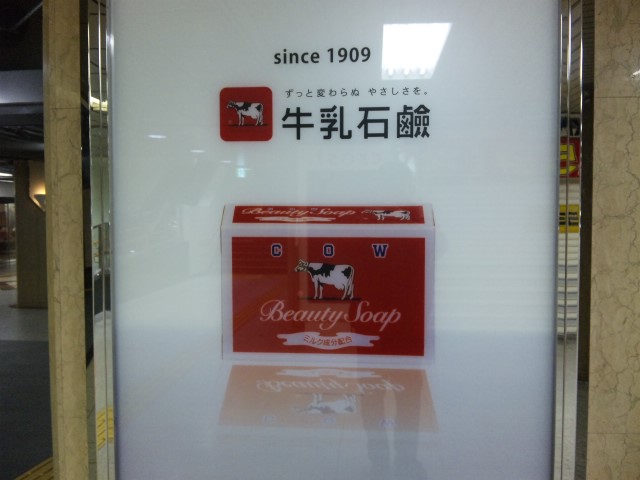 since 1909
ずっと変わらぬ やさしさを。
牛乳石鹼
Beauty Soap
COW
Beauty Soap
ミルク成分配合